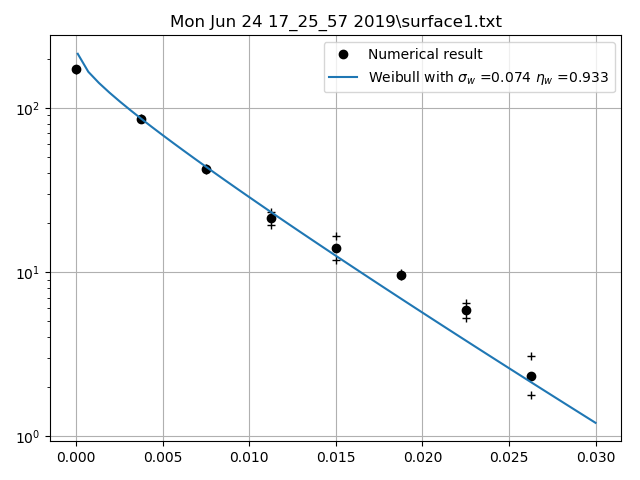 Mon Jun 24 17_25_57 2019\surface1.txt
Numerical result
Weibull with σw =0.074 ηw =0.933
10²
10¹
10⁰
0.000 0.005 0.010 0.015 0.020 0.025 0.030